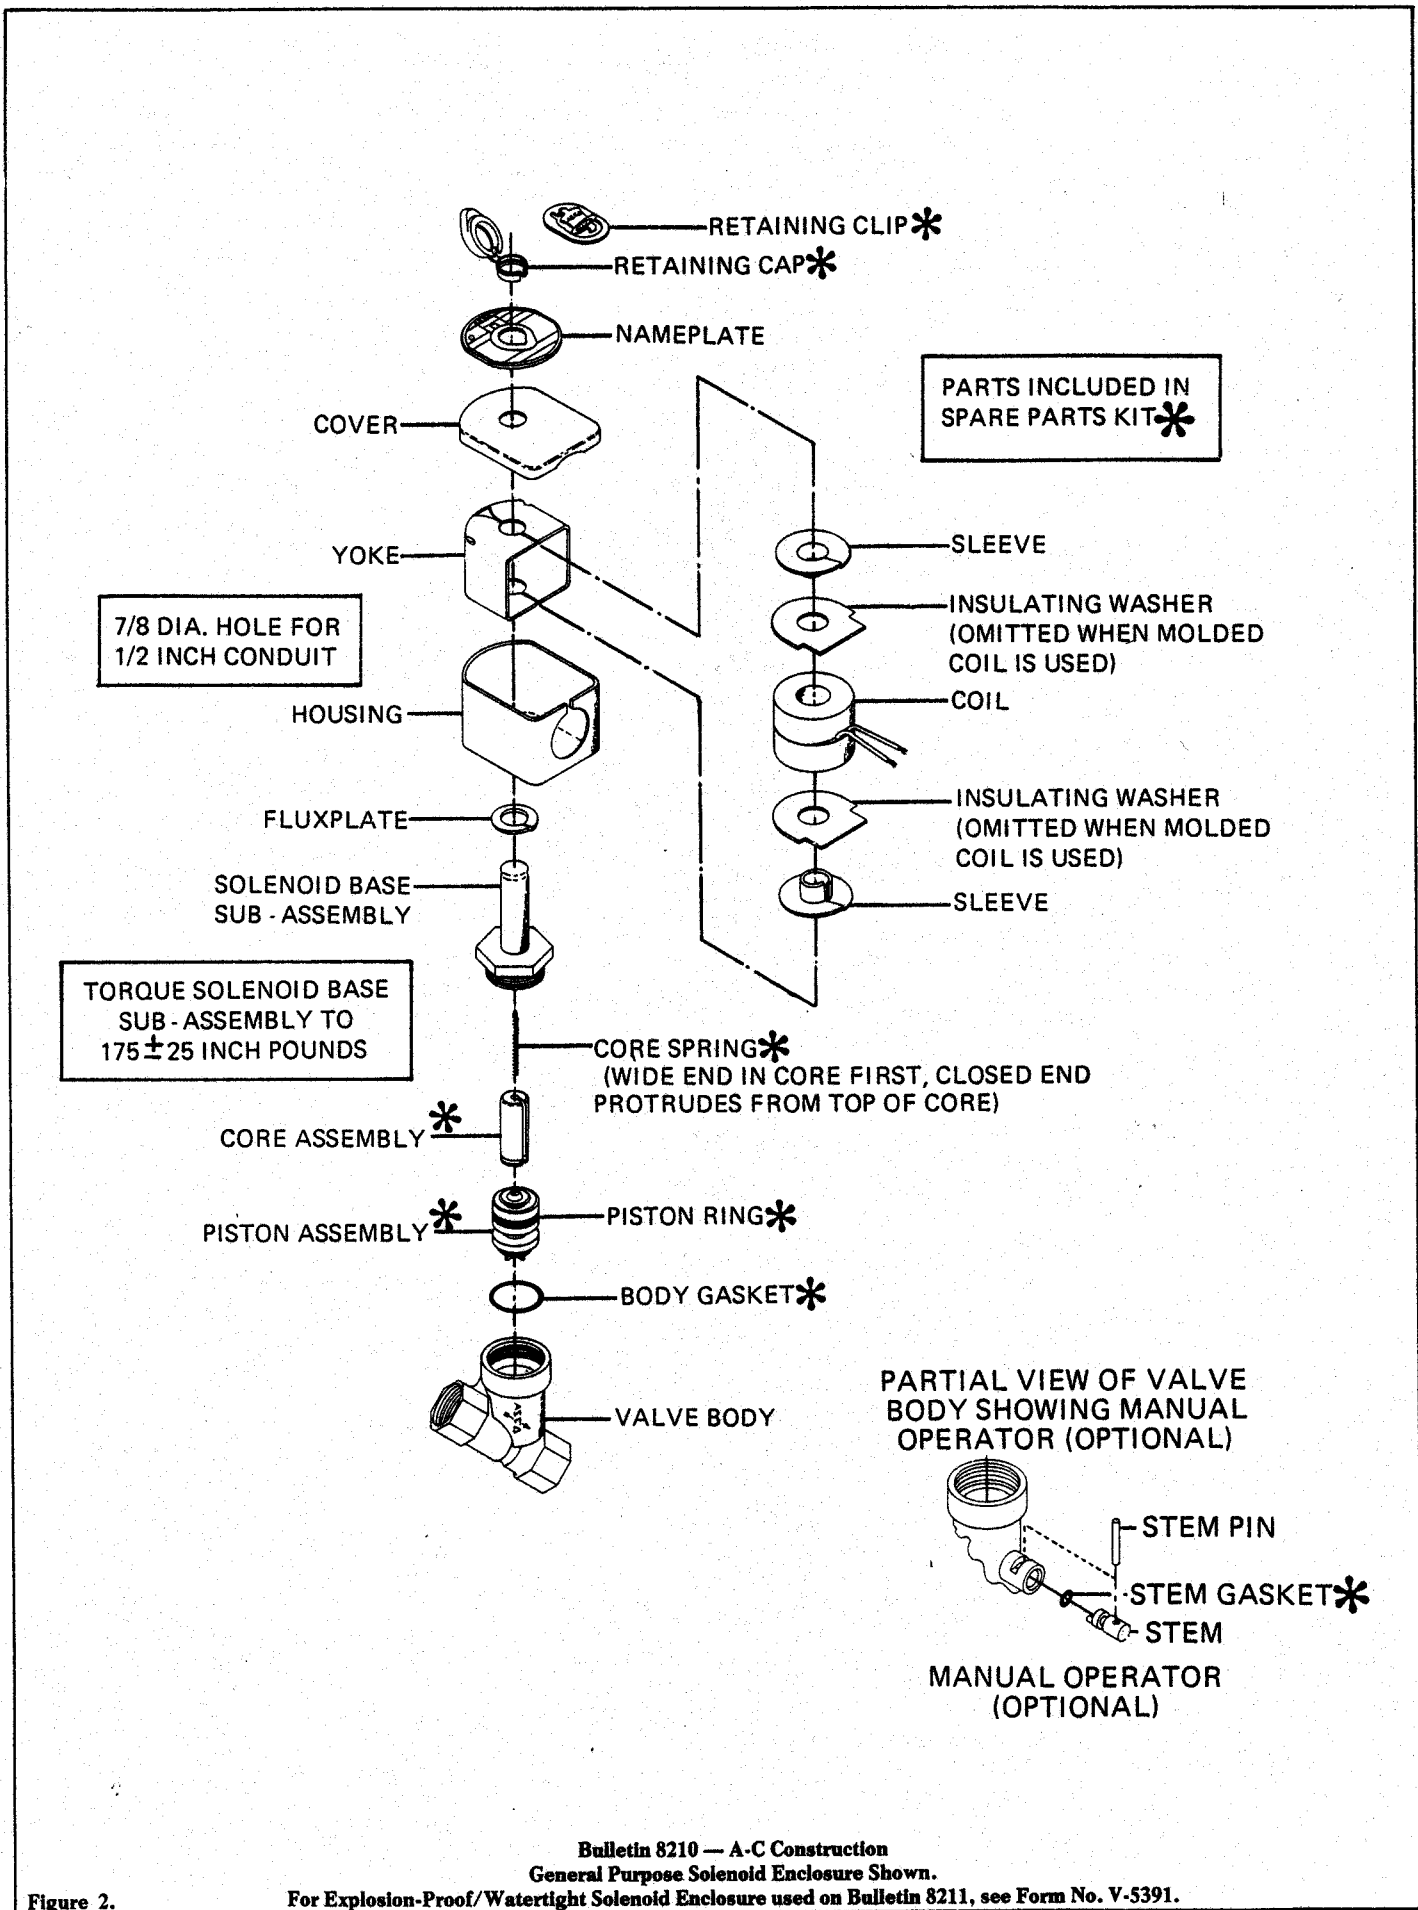 RETAINING CLIP*
RETAINING CAP*
NAMEPLATE
COVER
PARTS INCLUDED IN
SPARE PARTS KIT*
YOKE
SLEEVE
7/8 DIA. HOLE FOR
1/2 INCH CONDUIT
INSULATING WASHER
(OMITTED WHEN MOLDED
COIL IS USED)
HOUSING
COIL
FLUXPLATE
INSULATING WASHER
(OMITTED WHEN MOLDED
COIL IS USED)
SOLENOID BASE
SUB - ASSEMBLY
SLEEVE
TORQUE SOLENOID BASE
SUB - ASSEMBLY TO
175 ± 25 INCH POUNDS
CORE SPRING*
(WIDE END IN CORE FIRST, CLOSED END
PROTRUDES FROM TOP OF CORE)
CORE ASSEMBLY*
PISTON ASSEMBLY*
PISTON RING*
BODY GASKET*
VALVE BODY
ASCO
PARTIAL VIEW OF VALVE
BODY SHOWING MANUAL
OPERATOR (OPTIONAL)
STEM PIN
STEM GASKET*
STEM
MANUAL OPERATOR
(OPTIONAL)
Bulletin 8210 — A-C Construction
General Purpose Solenoid Enclosure Shown.
For Explosion-Proof/Watertight Solenoid Enclosure used on Bulletin 8211, see Form No. V-5391.
Figure 2.